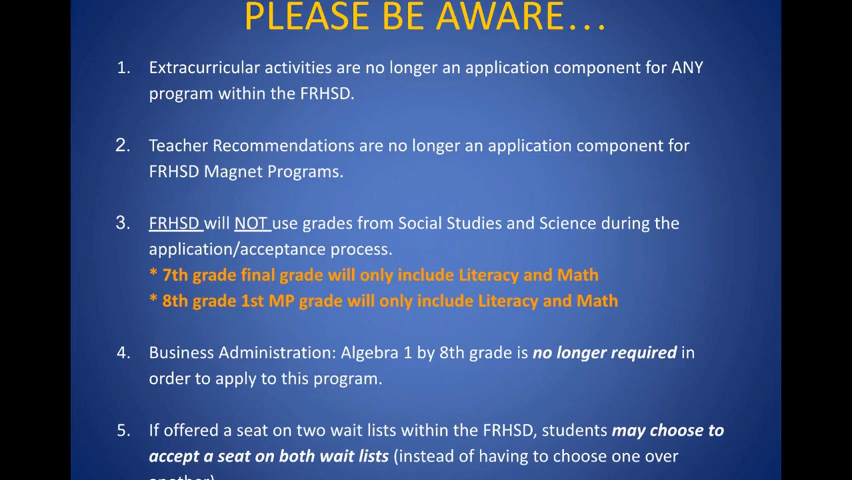 PLEASE BE AWARE...
1. Extracurricular activities are no longer an application component for ANY
program within the FRHSD.
2. Teacher Recommendations are no longer an application component for
FRHSD Magnet Programs.
3. FRHSD will NOT use grades from Social Studies and Science during the
application/acceptance process.
* 7th grade final grade will only include Literacy and Math
* 8th grade 1st MP grade will only include Literacy and Math
4. Business Administration: Algebra 1 by 8th grade is no longer required in
order to apply to this program.
5. If offered a seat on two wait lists within the FRHSD, students may choose to
accept a seat on both wait lists (instead of having to choose one over